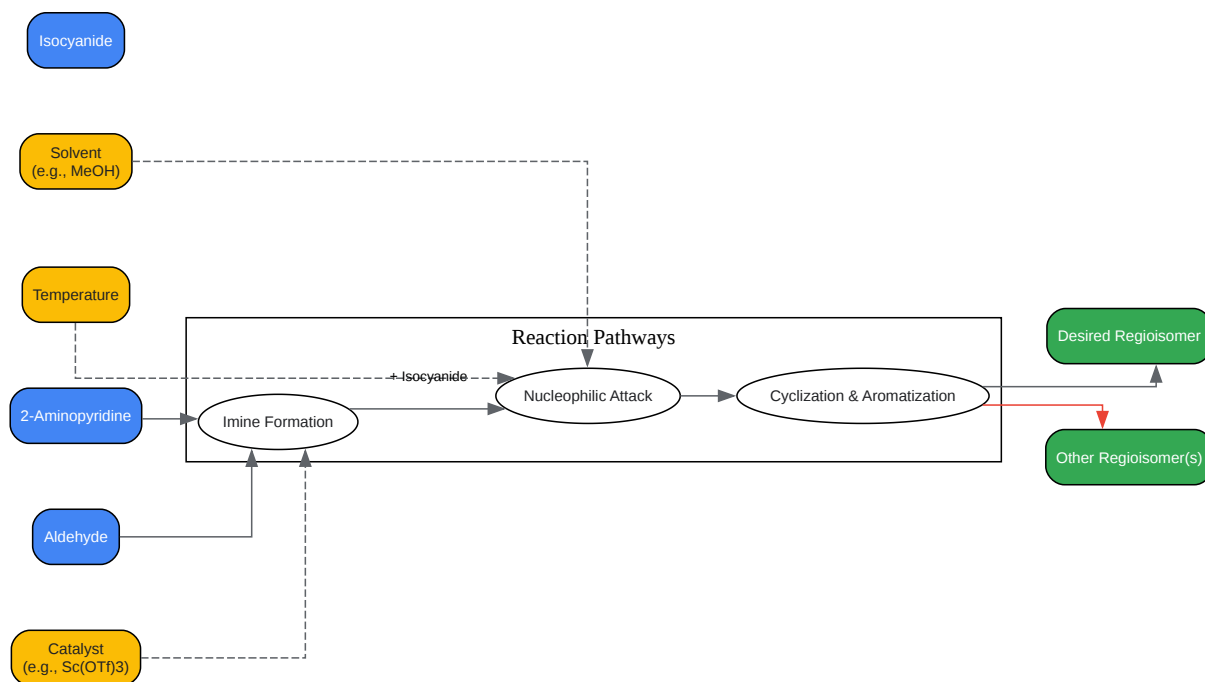 Isocyanide
Solvent
(e.g., MeOH)
Temperature
Reaction Pathways
Desired Regioisomer
+ Isocyanide
Nucleophilic Attack
Cyclization & Aromatization
2-Aminopyridine
Imine Formation
Other Regioisomer(s)
Aldehyde
Catalyst
(e.g., Sc(OTf)3)